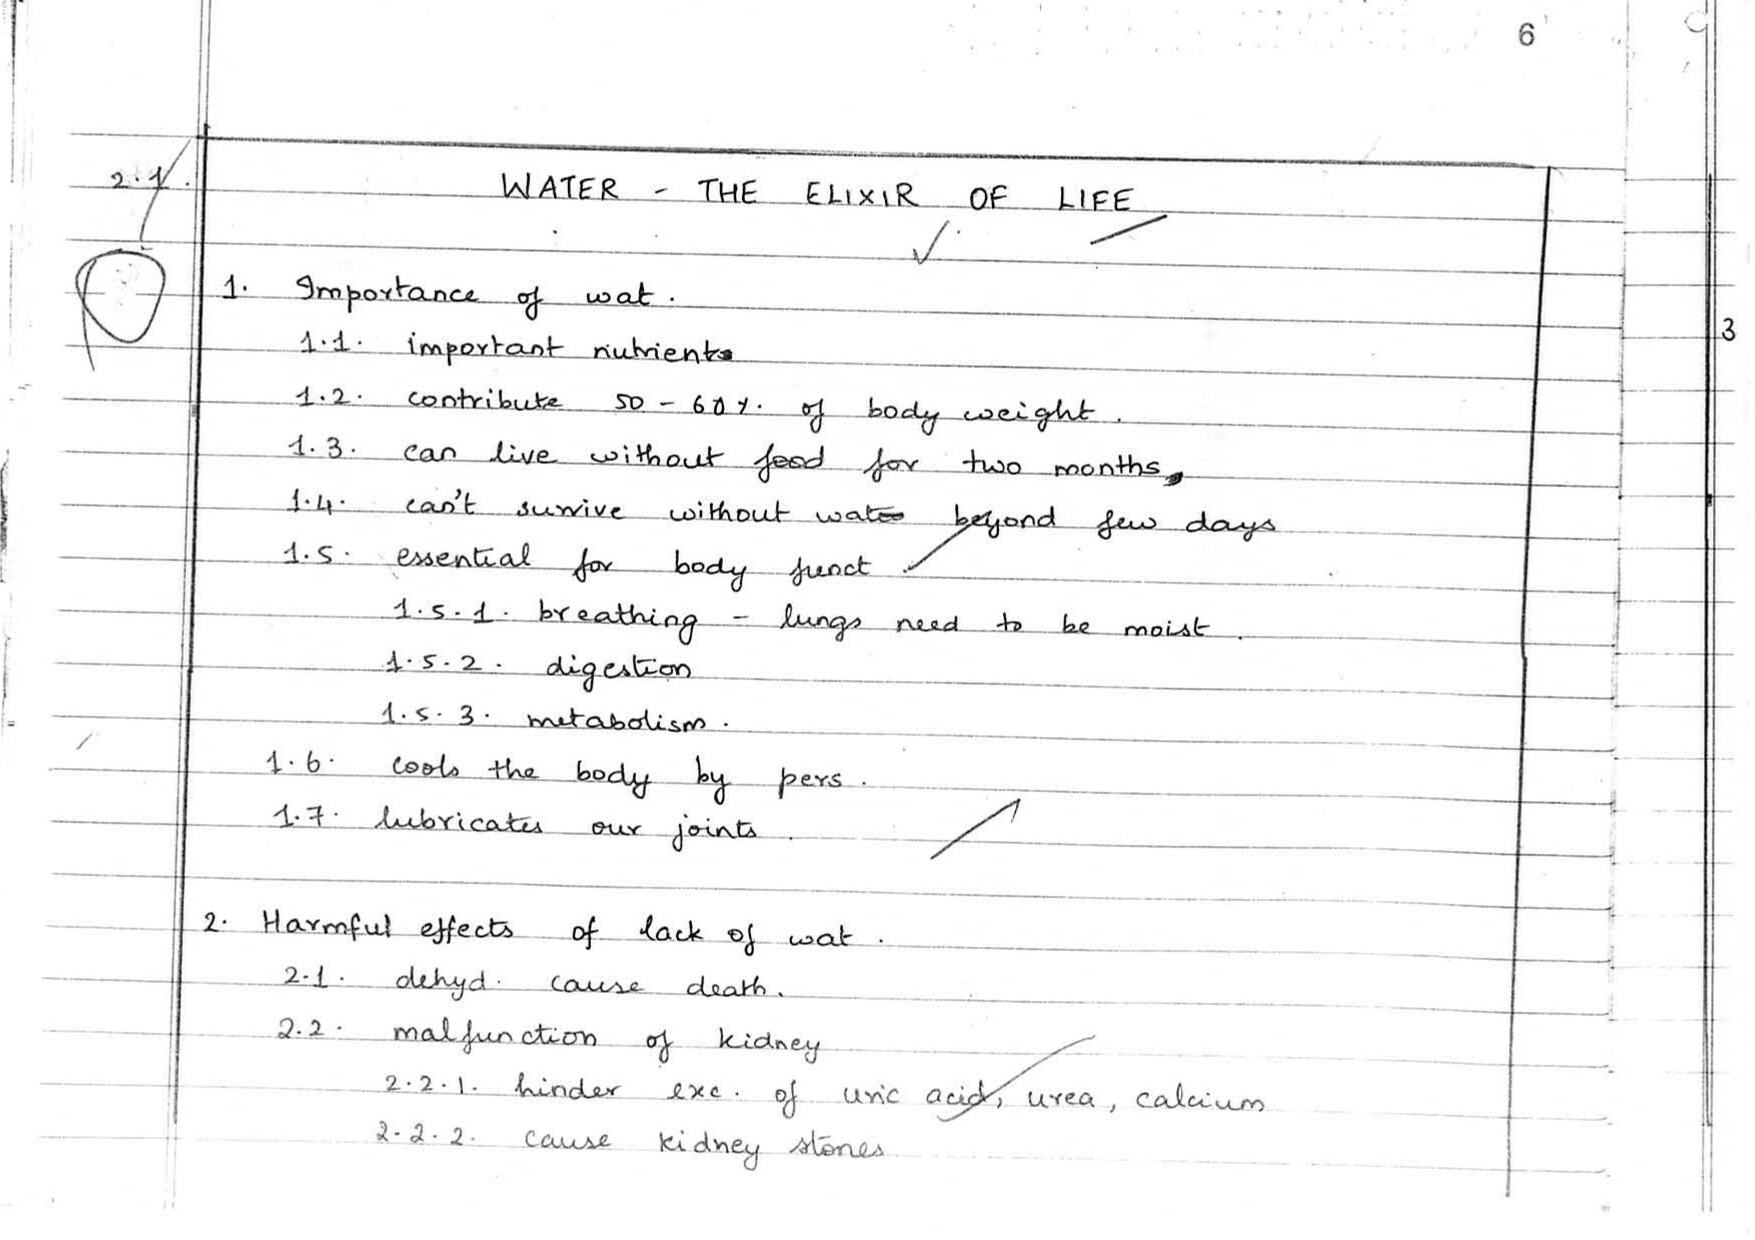 6
2.1. WATER - THE ELIXIR OF LIFE
1. Importance of wat.
3
1.1. important nutrients
1.2. contribute 50 - 60%. of body weight.
1.3. can live without food for two months,
1.4. can't survive without wat beyond few days
1.5. essential for body funct
1.5.1. breathing - lungs need to be moist.
1.5.2. digestion
1.5.3. metabolism.
1.6. cools the body by pers.
1.7. lubricates our joints.
2. Harmful effects of lack of wat.
2.1. dehyd. cause death.
2.2. malfunction of kidney
2.2.1. hinder exc. of uric acid, urea, calcium
2.2.2. cause kidney stones